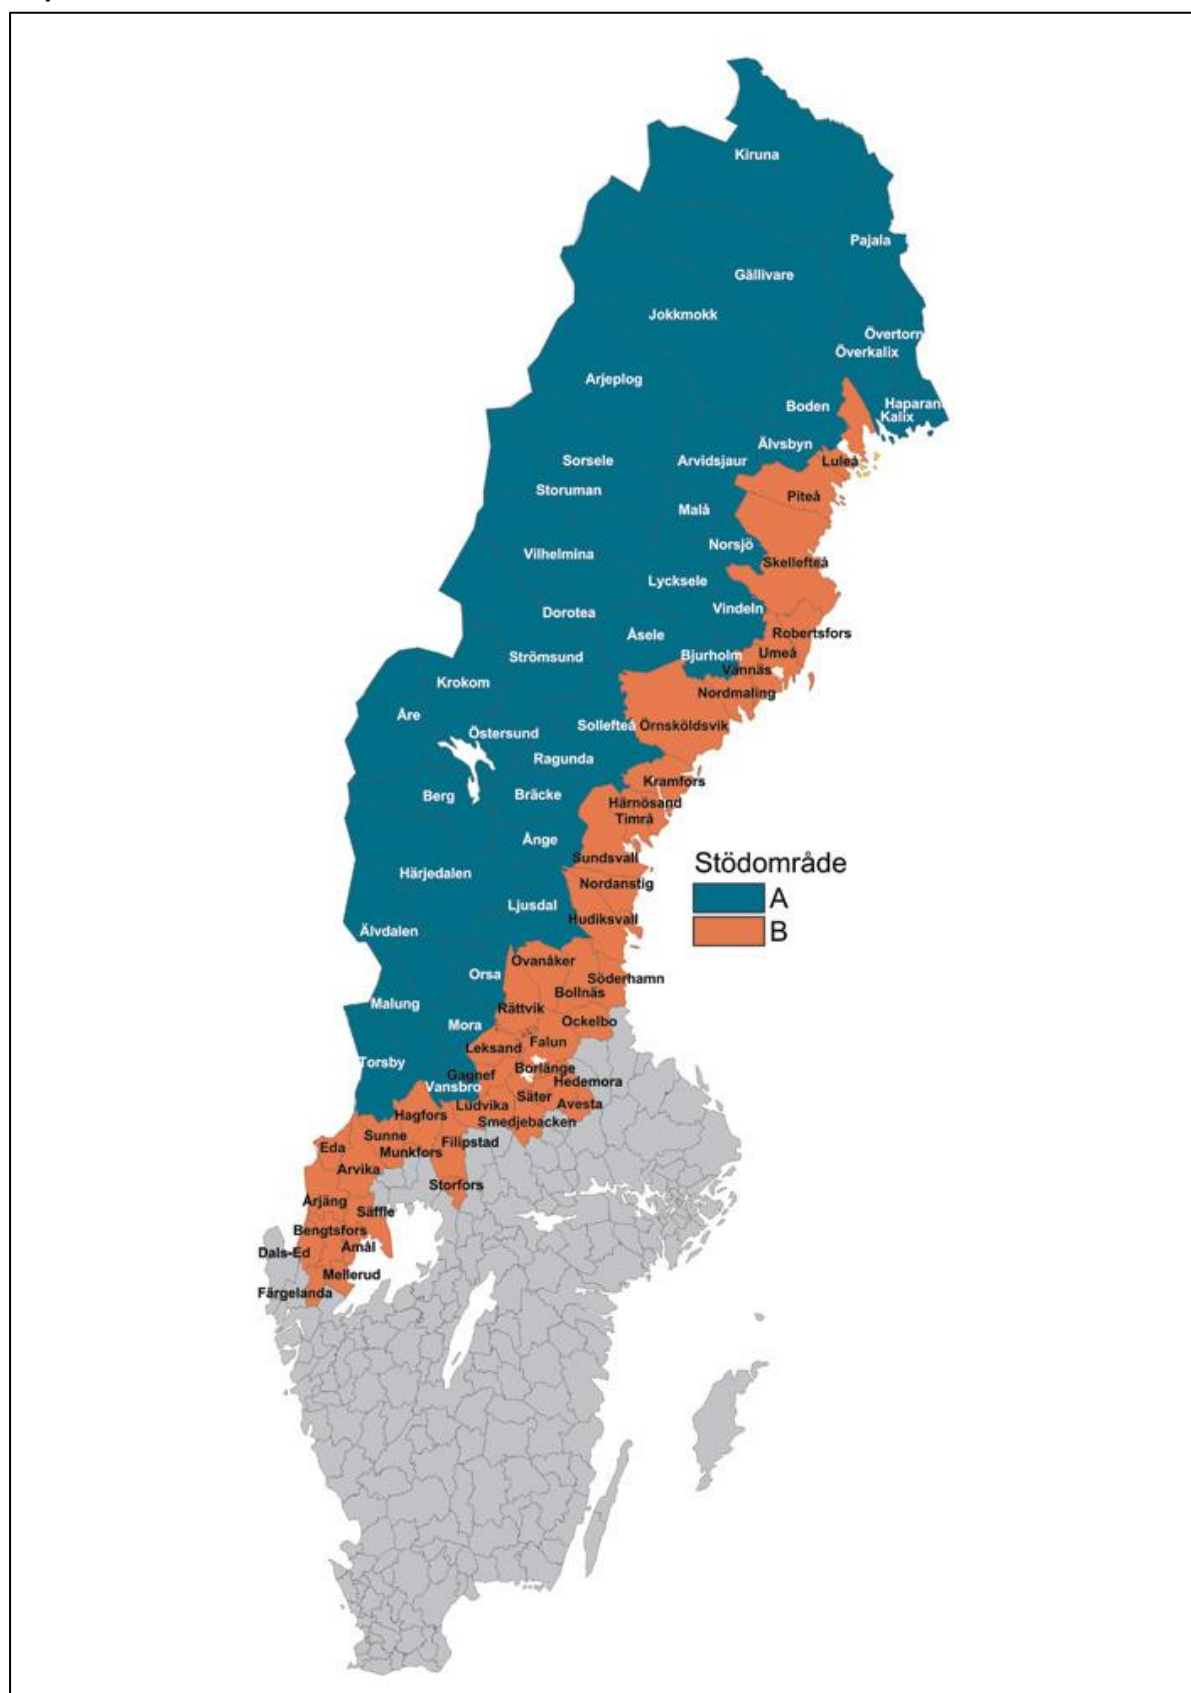 Kiruna
Pajala
Gällivare
Jokkmokk
Övertorn
Överkalix
Arjeplog
Boden
Haparan
Kalix
Älvsbyn
Sorsele
Arvidsjaur
Luleå
Storuman
Piteå
Malå
Norsjö
Vilhelmina
Skellefteå
Lycksele
Vindeln
Dorotea
Åsele
Robertsfors
Umeå
Bjurholm
Strömsund
Vännäs
Krokom
Nordmaling
Åre
Sollefteå
Örnsköldsvik
Östersund
Ragunda
Kramfors
Berg
Bräcke
Härnösand
Timrå
Ånge
Sundsvall
Stödområde
Härjedalen
Nordanstig
A
Ljusdal
Hudiksvall
Älvdalen
B
Ovanåker
Orsa
Söderhamn
Bollnäs
Malung
Rättvik
Mora
Ockelbo
Leksand
Falun
Torsby
Borlänge
Gagnef
Hedemora
Vansbro
Säter
Ludvika
Avesta
Hagfors
Smedjebacken
Sunne
Filipstad
Eda
Munkfors
Arvika
Storfors
Årjäng
Säffle
Bengtsfors
Dals-Ed
Åmål
Mellerud
Färgelanda